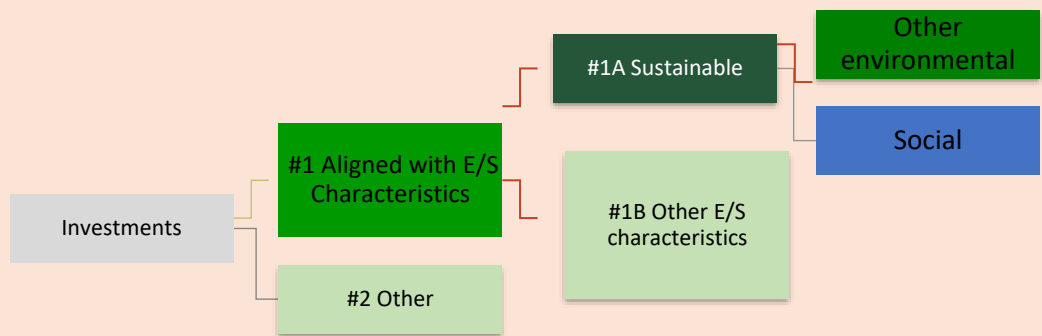 Investments
#1 Aligned with E/S
Characteristics
#2 Other
#1A Sustainable
#1B Other E/S
characteristics
Other
environmental
Social